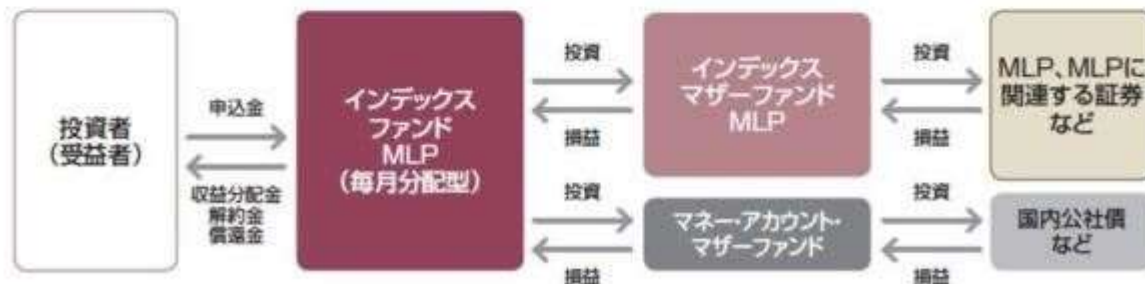 投資者
（受益者）
申込金
収益分配金
解約金
償還金
インデックス
ファンド
MLP
（毎月分配型）
投資
損益
投資
損益
インデックス
マザーファンド
MLP
マネー・アカウント・
マザーファンド
投資
損益
投資
損益
MLP、MLPに
関連する証券
など
国内公社債
など